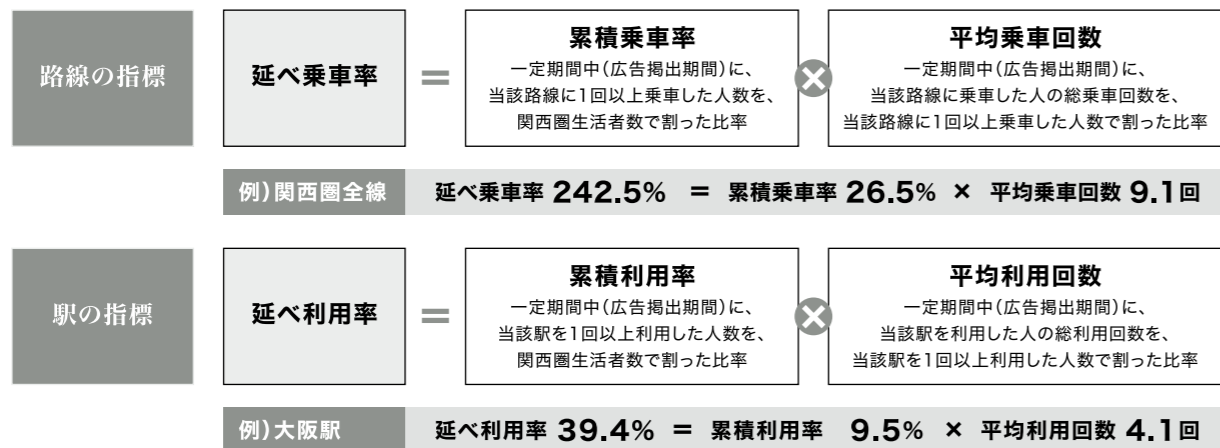 路線の指標
延べ乗車率
=
累積乗車率
一定期間中(広告掲出期間)に、
当該路線に1回以上乗車した人数を、
関西圏生活者数で割った比率
×
平均乗車回数
一定期間中(広告掲出期間)に、
当該路線に乗車した人の総乗車回数を、
当該路線に1回以上乗車した人数で割った比率
例)関西圏全線 延べ乗車率 242.5% = 累積乗車率 26.5% × 平均乗車回数 9.1回
駅の指標
延べ利用率
=
累積利用率
一定期間中(広告掲出期間)に、
当該駅を1回以上利用した人数を、
関西圏生活者数で割った比率
×
平均利用回数
一定期間中(広告掲出期間)に、
当該駅を利用した人の総利用回数を、
当該駅を1回以上利用した人数で割った比率
例)大阪駅 延べ利用率 39.4% = 累積利用率 9.5% × 平均利用回数 4.1回